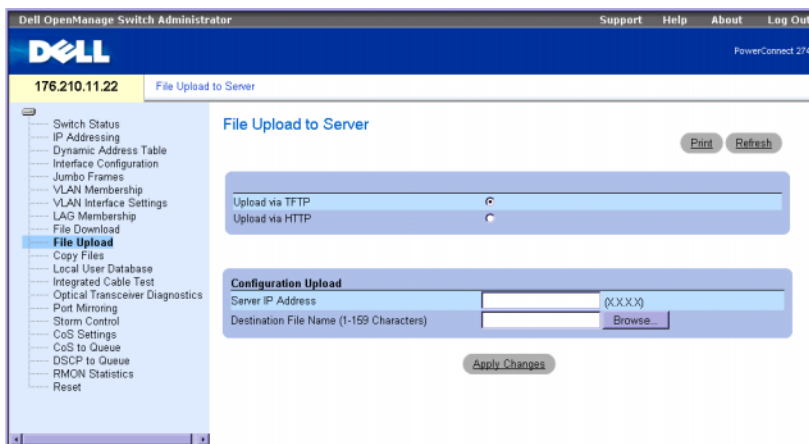 Dell OpenManage Switch Administrator
Support Help About Log Out
DELL
PowerConnect 274
176.210.11.22
File Upload to Server
Switch Status
IP Addressing
Dynamic Address Table
Interface Configuration
Jumbo Frames
VLAN Membership
VLAN Interface Settings
LAG Membership
File Download
File Upload
Copy Files
Local User Database
Integrated Cable Test
Optical Transceiver Diagnostics
Port Mirroring
Storm Control
CoS Settings
CoS to Queue
DSCP to Queue
RMON Statistics
Reset
File Upload to Server
Print Refresh
Upload via TFTP
Upload via HTTP
Configuration Upload
Server IP Address (X.X.X.X)
Destination File Name (1-159 Characters) Browse...
Apply Changes